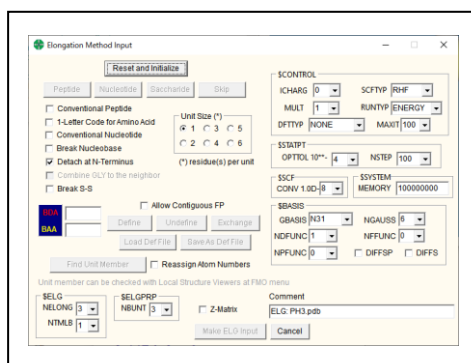 Elongation Method Input
Reset and Initialize
Peptide Nucleotide Saccharide Skip
Conventional Peptide
1-Letter Code for Amino Acid
Conventional Nucleotide
Break Nucleobase
Detach at N-Terminus
Combine GLY to the neighbor
Break S-S
Unit Size (*)
1 3 5
2 4 6
(*) residue(s) per unit
BDA
BAA
Allow Contiguous FP
Define Undefine Exchange
Load Def File Save As Def File
Find Unit Member Reassign Atom Numbers
Unit member can be checked with Local Structure Viewers at FMO menu
$ELG
NELONG 3
NTMLB 1
$ELGPRP
NBUNT 3
Z-Matrix
Make ELG Input Cancel
Comment
ELG: PH3.pdb
$CONTROL
ICHARG 0 SCFTYP RHF
MULT 1 RUNTYP ENERGY
DFTTYP NONE MAXIT 100
$STATPT
OPTTOL 10**- 4 NSTEP 100
$SCF
CONV 1.0D- 8
$SYSTEM
MEMORY 100000000
$BASIS
GBASIS N31 NGAUSS 6
NDFUNC 1 NFFUNC 0
NPFUNC 0 DIFFSP DIFFS